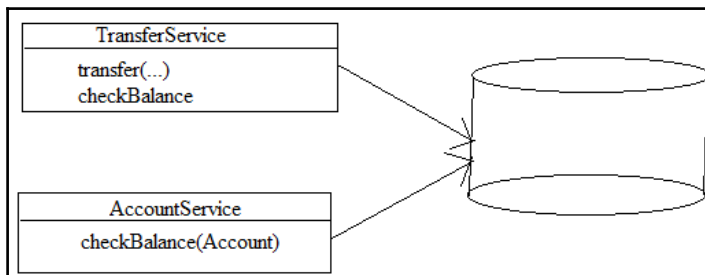 TransferService
transfer(...)
checkBalance
AccountService
checkBalance(Account)